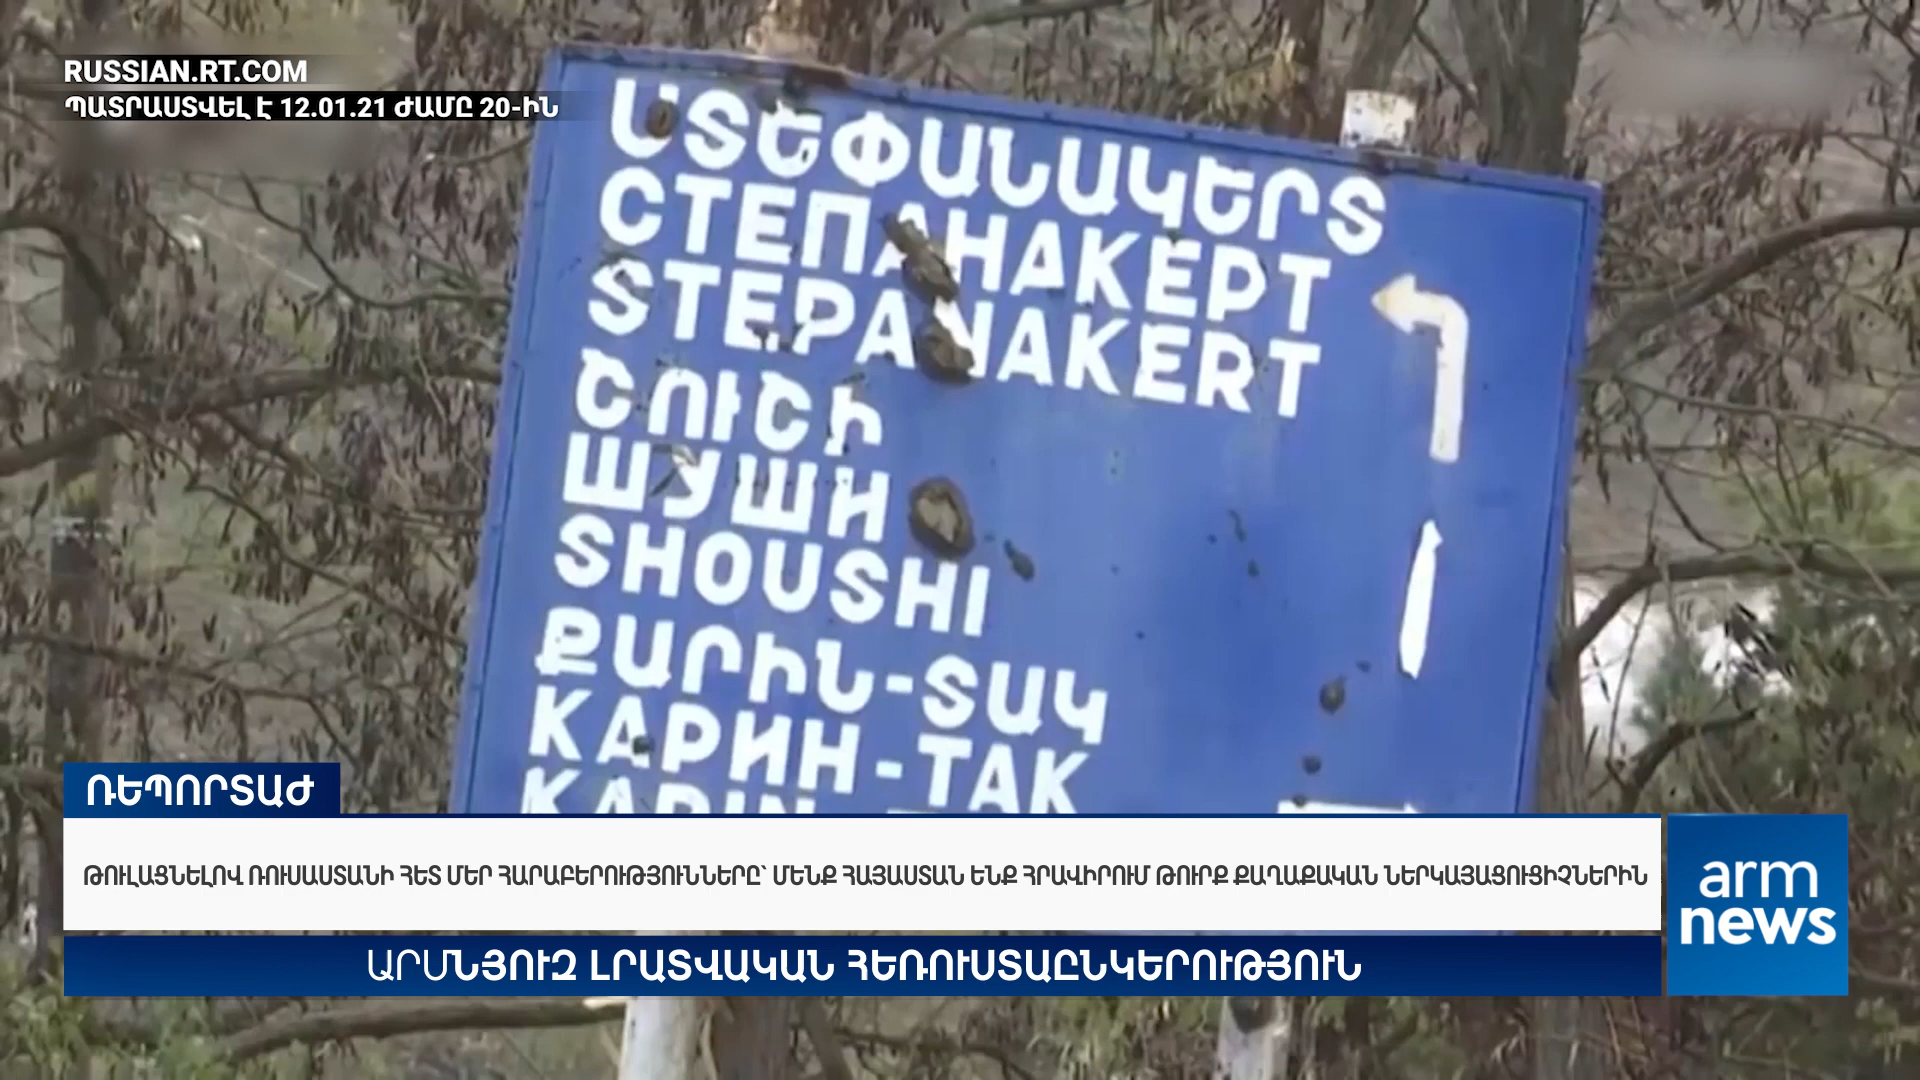 RUSSIAN.RT.COM
ՊԱՏՐԱՍՏՎԵԼ Է 12.01.21 ԺԱՄԸ 20-ԻՆ
ՍՏԵՓԱՆԱԿԵՐՏ
СТЕПАНАКЕРТ
STEPANAKERT
ՇՈՒՇԻ
ШУШИ
SHOUSHI
ՔԱՐԻՆ-ՏԱԿ
КАРИН-ТАК
ՌԵՊՈՐՏԱԺ
ԹՈՒԼԱՑՆԵԼՈՎ ՌՈՒՍԱՍՏԱՆԻ ՀԵՏ ՄԵՐ ՀԱՐԱԲԵՐՈՒԹՅՈՒՆՆԵՐԸ՝ ՄԵՆՔ ՀԱՅԱՍՏԱՆ ԵՆՔ ՀՐԱՎԻՐՈՒՄ ԹՈՒՐՔ ՔԱՂԱՔԱԿԱՆ ՆԵՐԿԱՅԱՑՈՒՑԻՉՆԵՐԻՆ
arm
news
ԱՐՄՆՅՈՒԶ ԼՐԱՏՎԱԿԱՆ ՀԵՌՈՒՍՏԱԸՆԿԵՐՈՒԹՅՈՒՆ